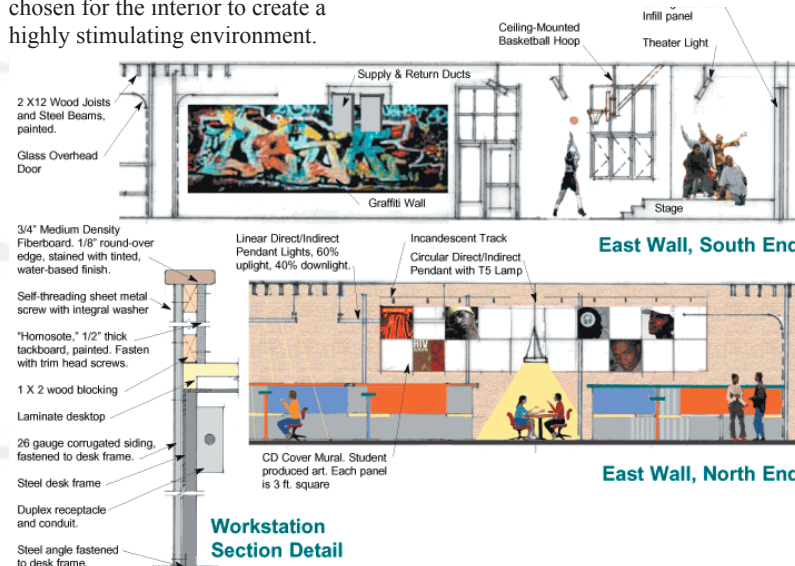 chosen for the interior to create a
highly stimulating environment.
Infill panel
Ceiling-Mounted
Basketball Hoop
Theater Light
Supply & Return Ducts
2 X12 Wood Joists
and Steel Beams,
painted.
Glass Overhead
Door
Graffiti Wall
Stage
East Wall, South End
3/4" Medium Density
Fiberboard. 1/8" round-over
edge, stained with tinted,
water-based finish.
Self-threading sheet metal
screw with integral washer
"Homosote," 1/2" thick
tackboard, painted. Fasten
with trim head screws.
1 X 2 wood blocking
Laminate desktop
26 gauge corrugated siding,
fastened to desk frame.
Steel desk frame
Duplex receptacle
and conduit.
Steel angle fastened
to desk frame.
Workstation
Section Detail
Linear Direct/Indirect
Pendant Lights, 60%
uplight, 40% downlight.
Incandescent Track
Circular Direct/Indirect
Pendant with T5 Lamp
HIV
CD Cover Mural. Student
produced art. Each panel
is 3 ft. square
East Wall, North End